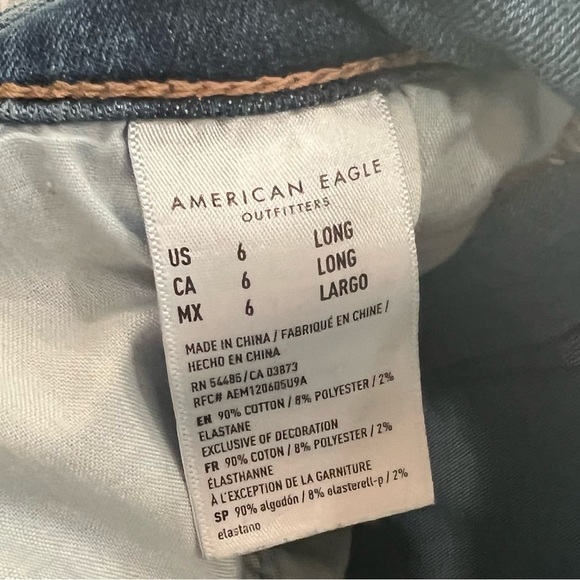 AMERICAN EAGLE
OUTFITTERS
US 6 LONG
CA 6 LONG
MX 6 LARGO
MADE IN CHINA / FABRIQUÉ EN CHINE /
HECHO EN CHINA
RN 54485/CA 03873
RFC# AEM120605U9A
EN 90% COTTON / 8% POLYESTER / 2%
ELASTANE
EXCLUSIVE OF DECORATION
FR 90% COTON / 8% POLYESTER / 2%
ÉLASTHANNE
À L'EXCEPTION DE LA GARNITURE
SP 90% algodón / 8% elasterell-p / 2%
elastano